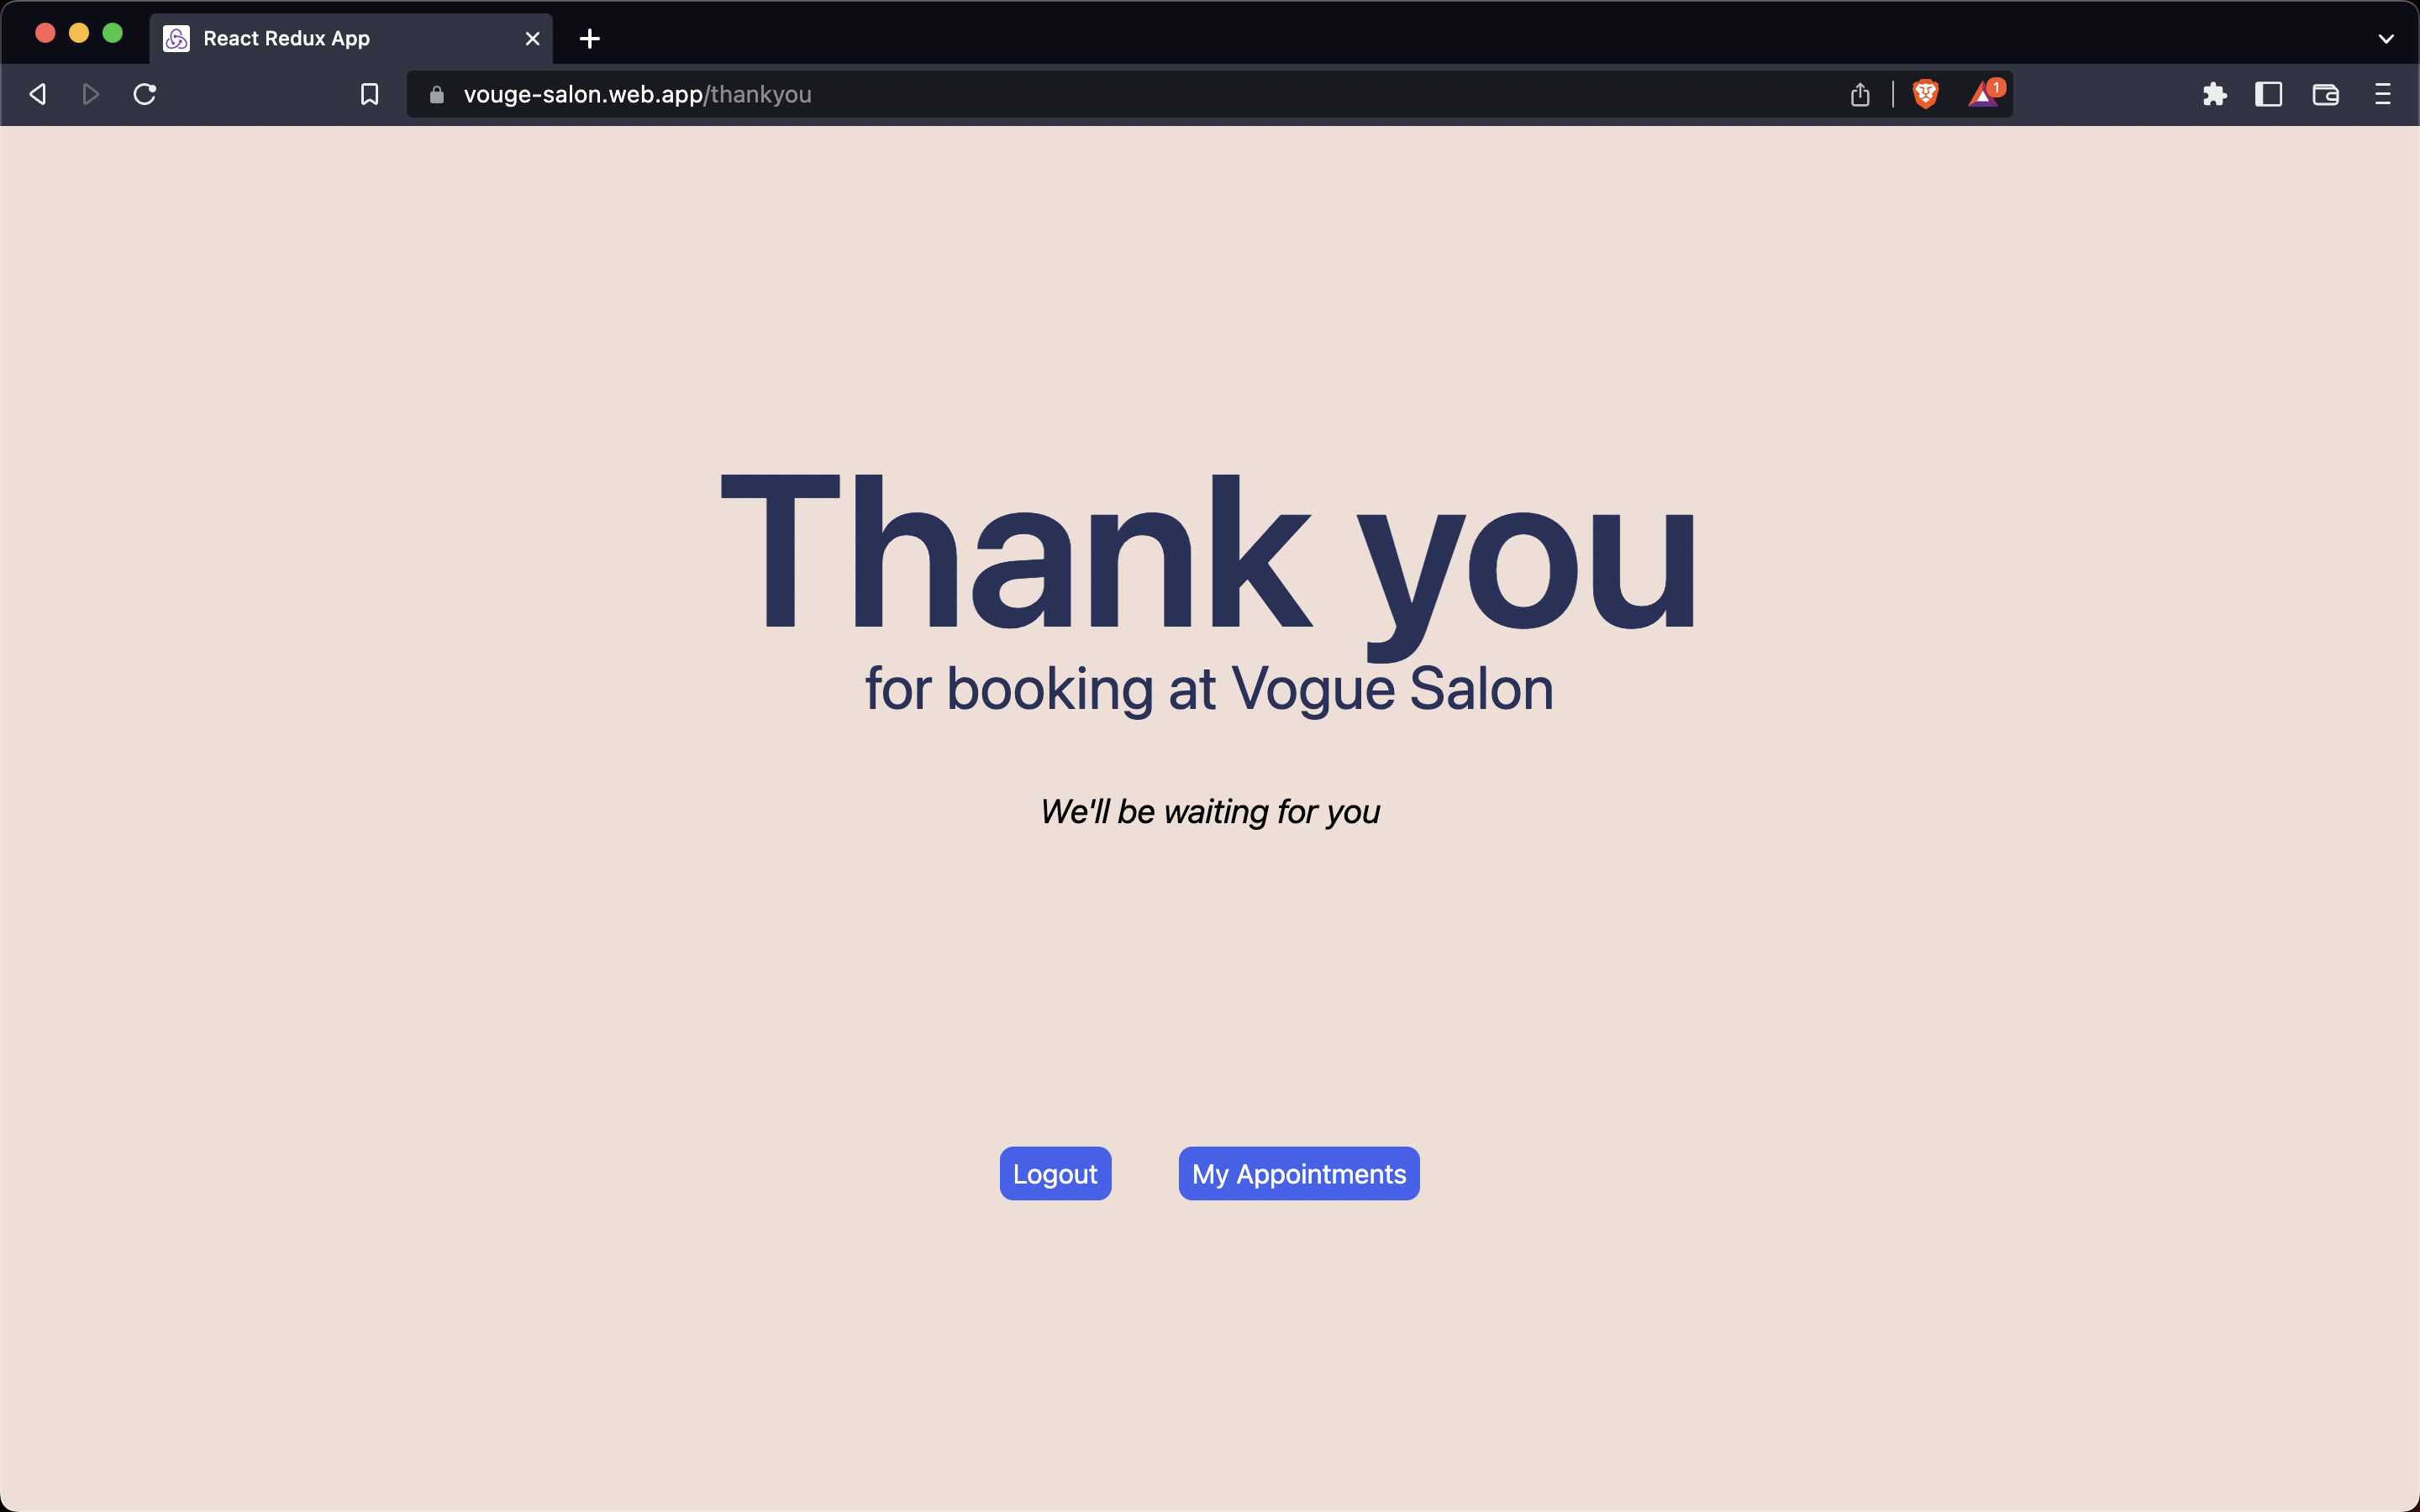 React Redux App
vouge-salon.web.app/thankyou
1
Thank you
for booking at Vogue Salon
We'll be waiting for you
Logout My Appointments